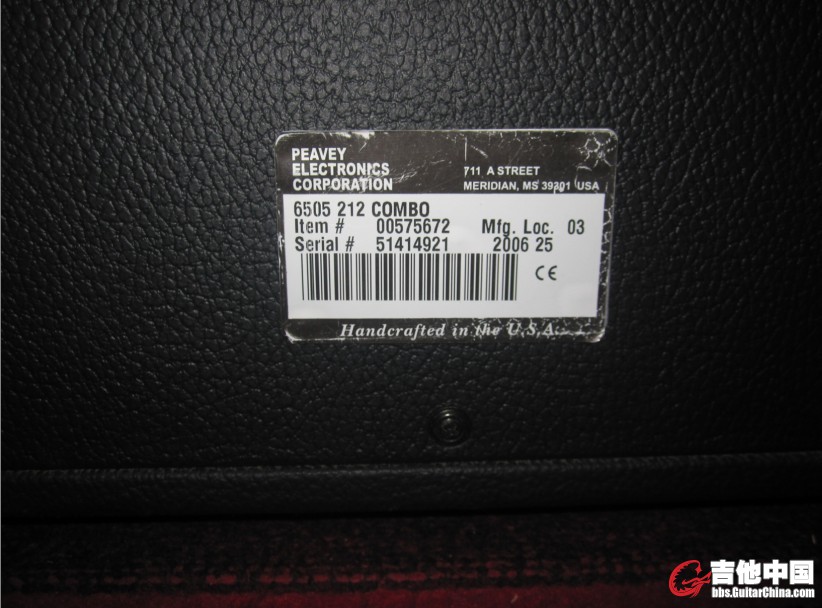 PEAVEY
ELECTRONICS
CORPORATION
711 A STREET
MERIDIAN, MS 39301 USA
6505 212 COMBO
Item # 00575672 Mfg. Loc. 03
Serial # 51414921 2006 25
CE
Handcrafted in the U.S.A.
吉他中国
bbs.GuitarChina.com